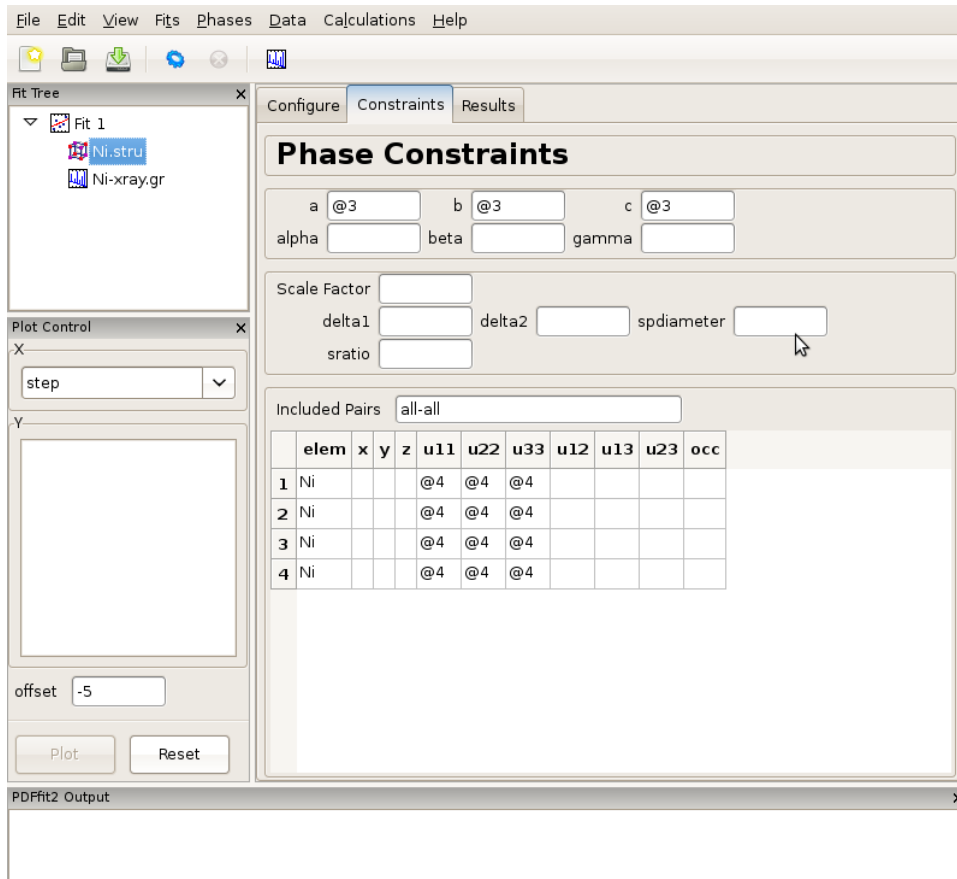 File Edit View Fits Phases Data Calculations Help
Fit Tree x
Fit 1
Ni.stru
Ni-xray.gr
Plot Control x
X
step
Y
offset -5
Plot Reset
Configure Constraints Results
Phase Constraints
a @3 b @3 c @3
alpha beta gamma
Scale Factor
delta1 delta2 spdiameter
sratio
Included Pairs all-all
elem x y z u11 u22 u33 u12 u13 u23 occ
1 Ni @4 @4 @4
2 Ni @4 @4 @4
3 Ni @4 @4 @4
4 Ni @4 @4 @4
PDFfit2 Output